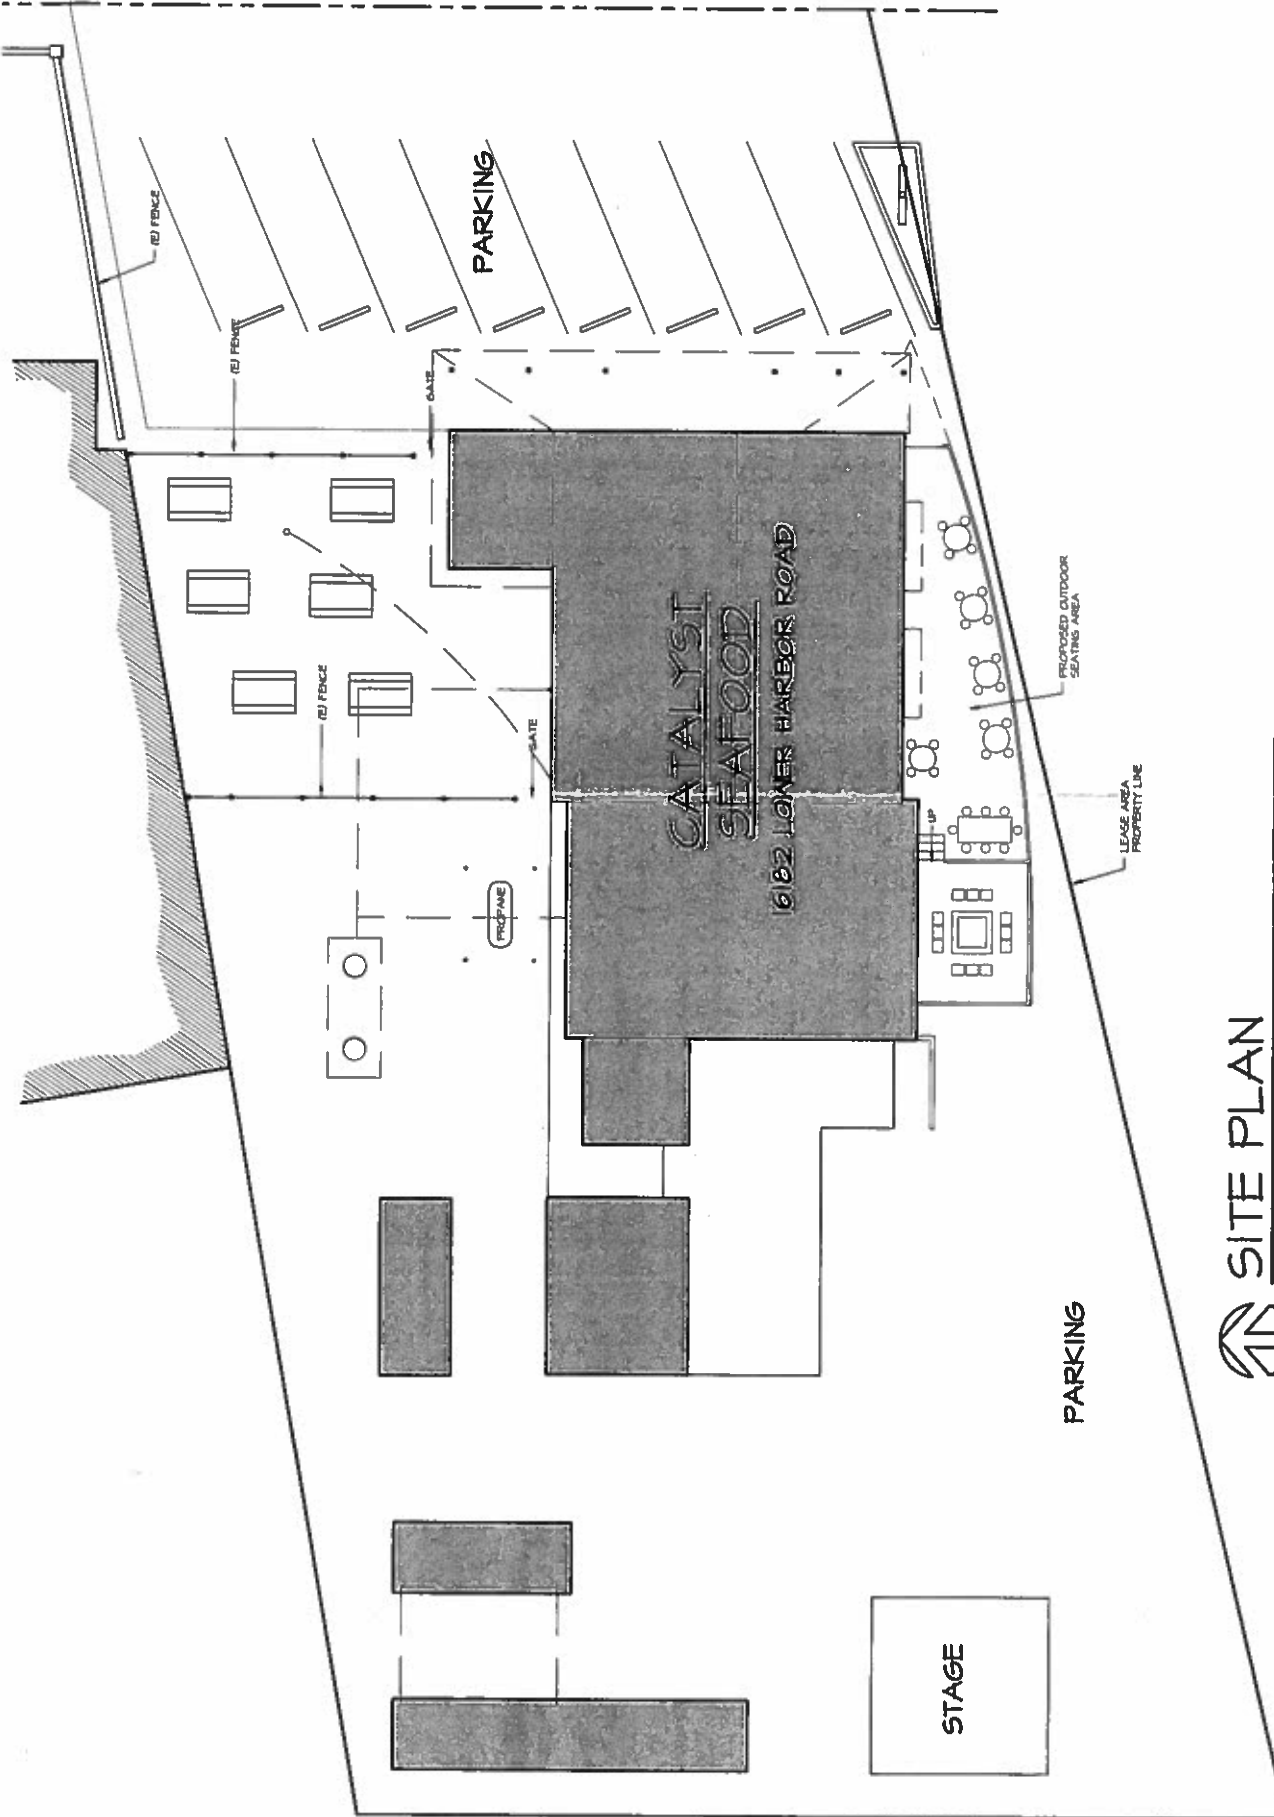 (E) FENCE
(E) FENCE
(E) FENCE
GATE
PARKING
PROPANE
GATE
CATALYST
SEAFOOD
16182 LOWER HARBOR ROAD
UP
STAGE
PROPOSED OUTDOOR
SEATING AREA
PARKING
LEASE AREA
PROPERTY LINE
SITE PLAN